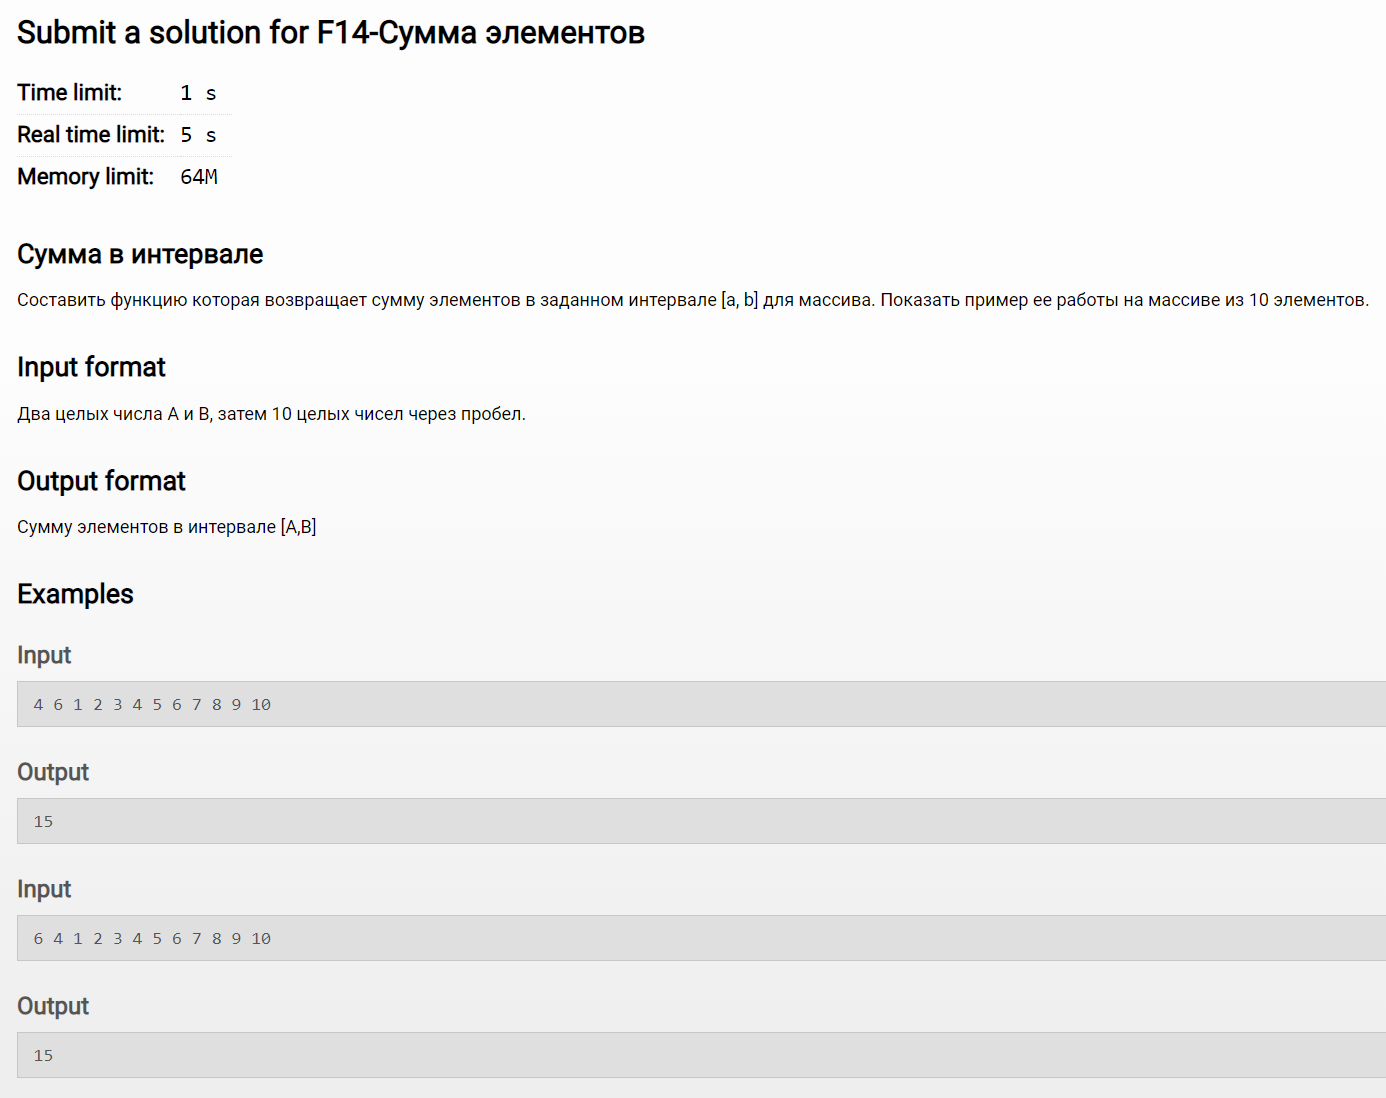 Submit a solution for F14-Сумма элементов
Time limit: 1 s
Real time limit: 5 s
Memory limit: 64M
Сумма в интервале
Составить функцию которая возвращает сумму элементов в заданном интервале [a, b] для массива. Показать пример ее работы на массиве из 10 элементов.
Input format
Два целых числа A и B, затем 10 целых чисел через пробел.
Output format
Сумму элементов в интервале [A,B]
Examples
Input
4 6 1 2 3 4 5 6 7 8 9 10
Output
15
Input
6 4 1 2 3 4 5 6 7 8 9 10
Output
15